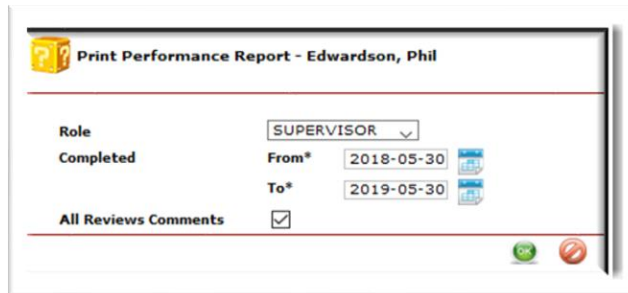 Print Performance Report - Edwardson, Phil
Role SUPERVISOR
Completed From* 2018-05-30
To* 2019-05-30
All Reviews Comments
OK